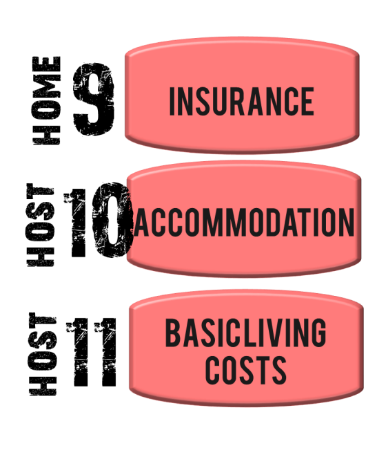 HOME 9 INSURANCE
HOST 10 ACCOMMODATION
HOST 11 BASICLIVING
COSTS